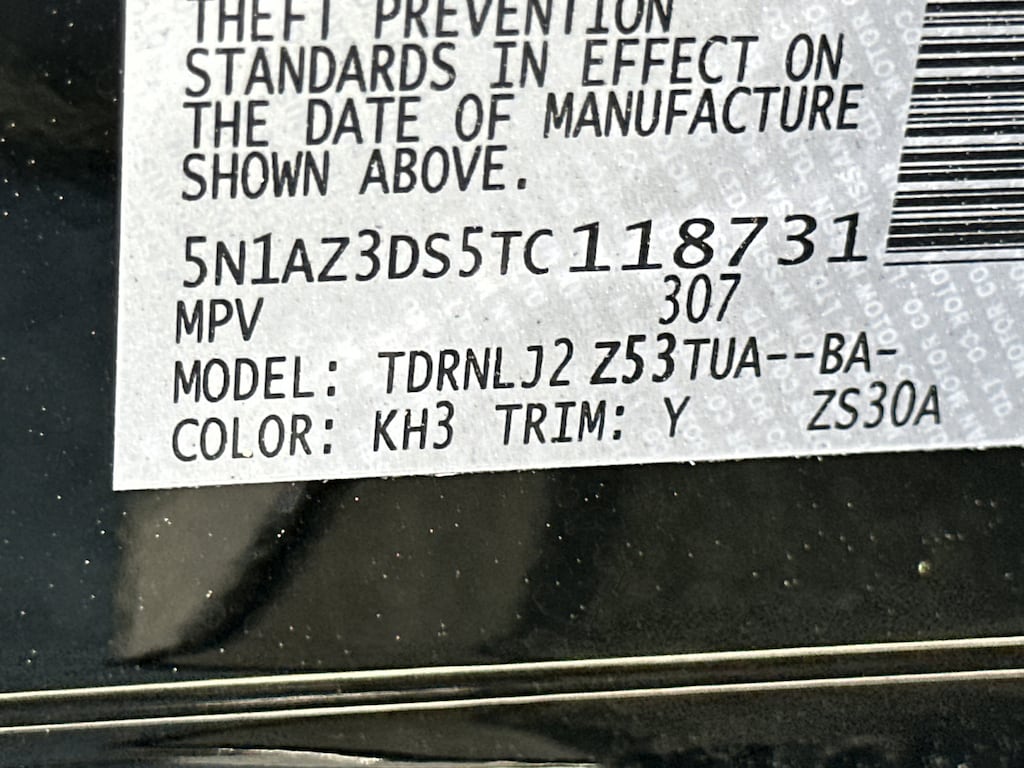 THEFT PREVENTION
STANDARDS IN EFFECT ON
THE DATE OF MANUFACTURE
SHOWN ABOVE.
5N1AZ3DS5TC118731
MPV 307
MODEL: TDRNLJ2 Z53TUA--BA-
COLOR: KH3 TRIM: Y ZS30A